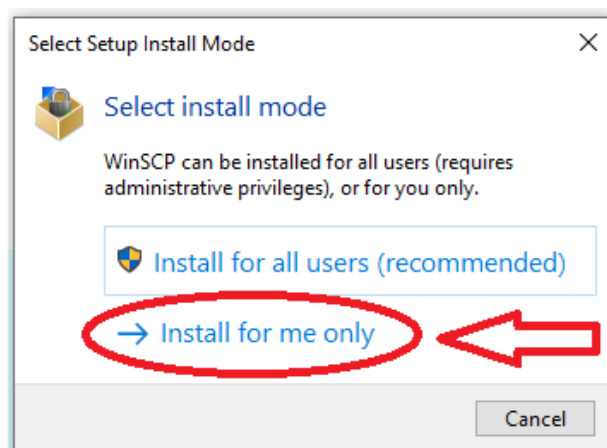 Select Setup Install Mode
Select install mode
WinSCP can be installed for all users (requires
administrative privileges), or for you only.
Install for all users (recommended)
Install for me only
Cancel